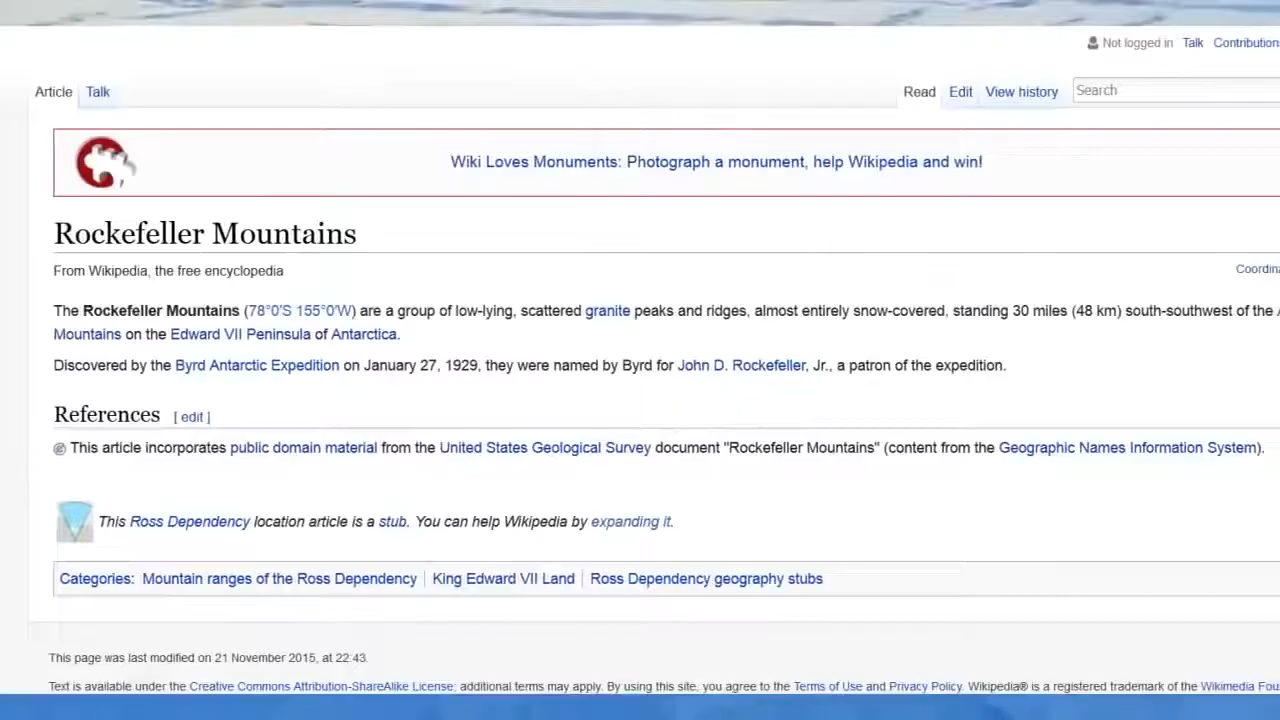 Not logged in Talk Contributions
Article Talk Read Edit View history Search
Wiki Loves Monuments: Photograph a monument, help Wikipedia and win!
Rockefeller Mountains
From Wikipedia, the free encyclopedia
The Rockefeller Mountains (78°0′S 155°0′W) are a group of low-lying, scattered granite peaks and ridges, almost entirely snow-covered, standing 30 miles (48 km) south-southwest of the
Mountains on the Edward VII Peninsula of Antarctica.
Discovered by the Byrd Antarctic Expedition on January 27, 1929, they were named by Byrd for John D. Rockefeller, Jr., a patron of the expedition.
References [ edit ]
This article incorporates public domain material from the United States Geological Survey document "Rockefeller Mountains" (content from the Geographic Names Information System).
This Ross Dependency location article is a stub. You can help Wikipedia by expanding it.
Categories: Mountain ranges of the Ross Dependency King Edward VII Land Ross Dependency geography stubs
This page was last modified on 21 November 2015, at 22:43.
Text is available under the Creative Commons Attribution-ShareAlike License; additional terms may apply. By using this site, you agree to the Terms of Use and Privacy Policy. Wikipedia® is a registered trademark of the Wikimedia